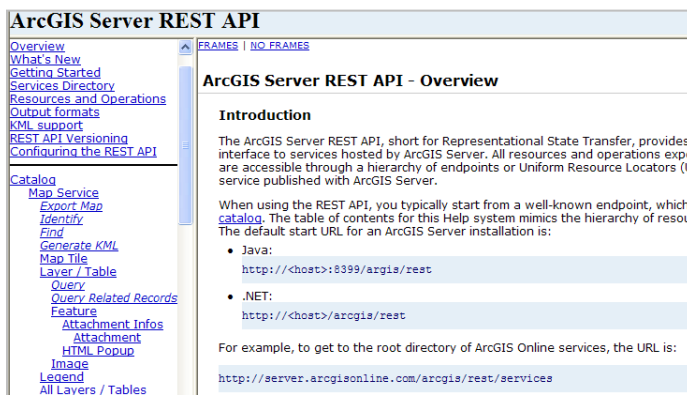 ArcGIS Server REST API
Overview
What's New
Getting Started
Services Directory
Resources and Operations
Output formats
KML support
REST API Versioning
Configuring the REST API
Catalog
Map Service
Export Map
Identify
Find
Generate KML
Map Tile
Layer / Table
Query
Query Related Records
Feature
Attachment Infos
Attachment
HTML Popup
Image
Legend
All Layers / Tables
FRAMES | NO FRAMES
ArcGIS Server REST API - Overview
Introduction
The ArcGIS Server REST API, short for Representational State Transfer, provides
interface to services hosted by ArcGIS Server. All resources and operations
are accessible through a hierarchy of endpoints or Uniform Resource Locators
service published with ArcGIS Server.
When using the REST API, you typically start from a well-known endpoint, which
catalog. The table of contents for this Help system mimics the hierarchy of
The default start URL for an ArcGIS Server installation is:
• Java:
http://<host>:8399/argis/rest
• .NET:
http://<host>/arcgis/rest
For example, to get to the root directory of ArcGIS Online services, the URL is:
http://server.arcgisonline.com/arcgis/rest/services